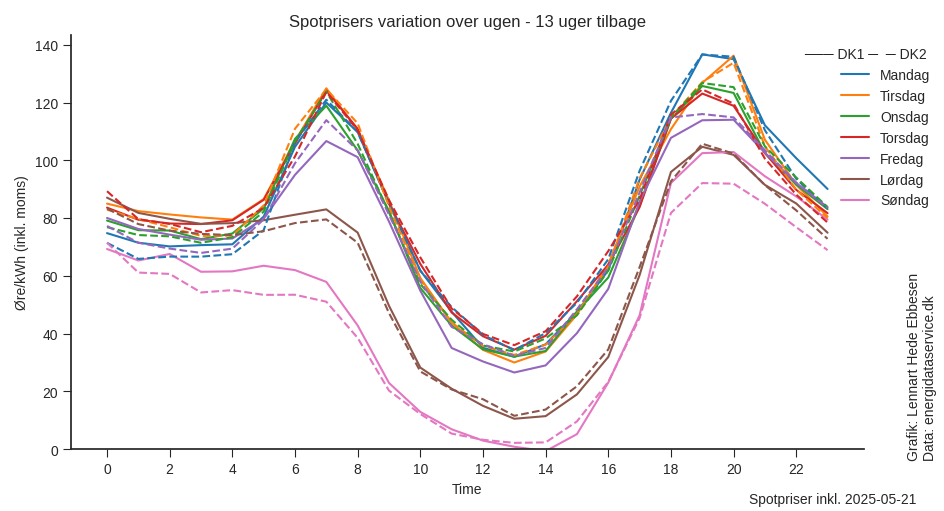 Spotprisers variation over ugen - 13 uger tilbage
Øre/kWh (inkl. moms)
140
120
100
80
60
40
20
0
0 2 4 6 8 10 12 14 16 18 20 22
Time
DK1 DK2
Mandag
Tirsdag
Onsdag
Torsdag
Fredag
Lørdag
Søndag
Grafik: Lennart Hede Ebbesen
Data: energidataservice.dk
Spotpriser inkl. 2025-05-21